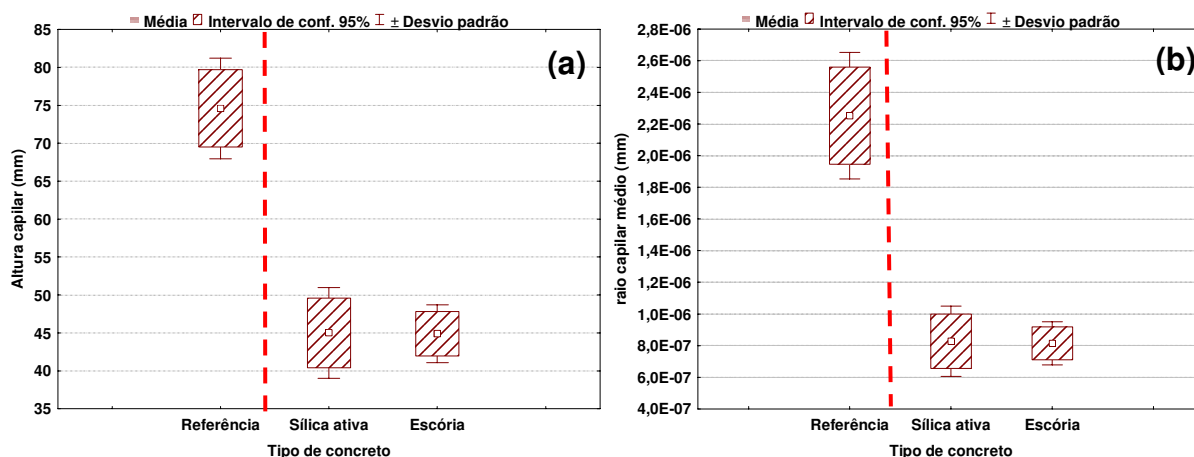 Média Intervalo de conf. 95% ± Desvio padrão
85
80
75
70
65
60
55
50
45
40
35
Altura capilar (mm)
(a)
Referência Sílica ativa Escória
Tipo de concreto
Média Intervalo de conf. 95% ± Desvio padrão
2,8E-06
2,6E-06
2,4E-06
2,2E-06
2,0E-06
1,8E-06
1,6E-06
1,4E-06
1,2E-06
1,0E-06
8,0E-07
6,0E-07
4,0E-07
raio capilar médio (mm)
(b)
Referência Sílica ativa Escória
Tipo de concreto